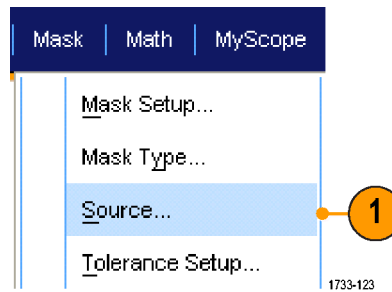 Mask Math MyScope
Mask Setup...
Mask Type...
Source...
1
Tolerance Setup...
1733-123